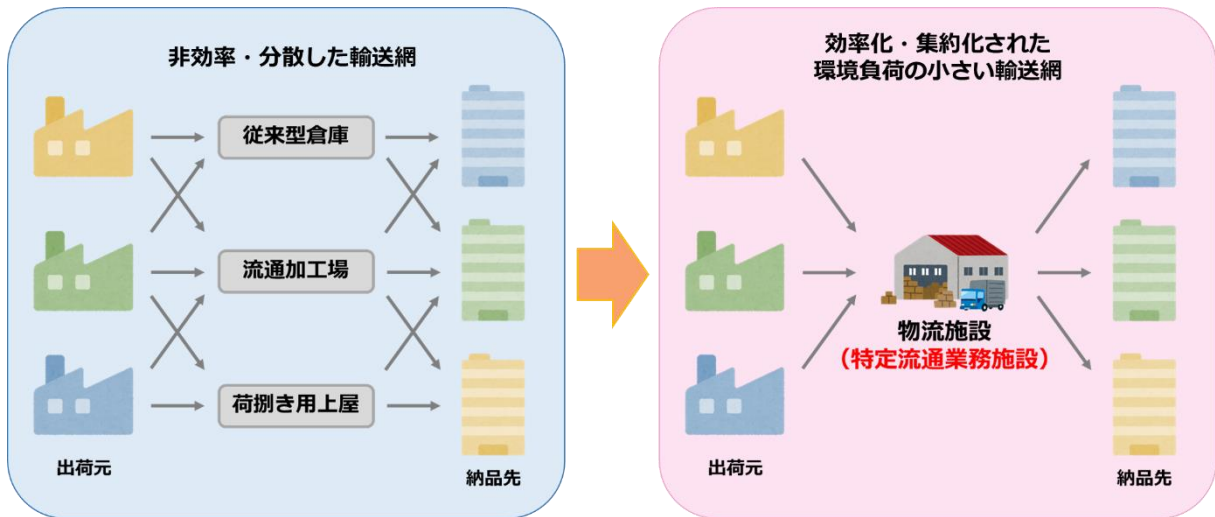 非効率・分散した輸送網
従来型倉庫
流通加工場
荷捌き用上屋
出荷元
納品先
効率化・集約化された
環境負荷の小さい輸送網
物流施設
（特定流通業務施設）
出荷元
納品先